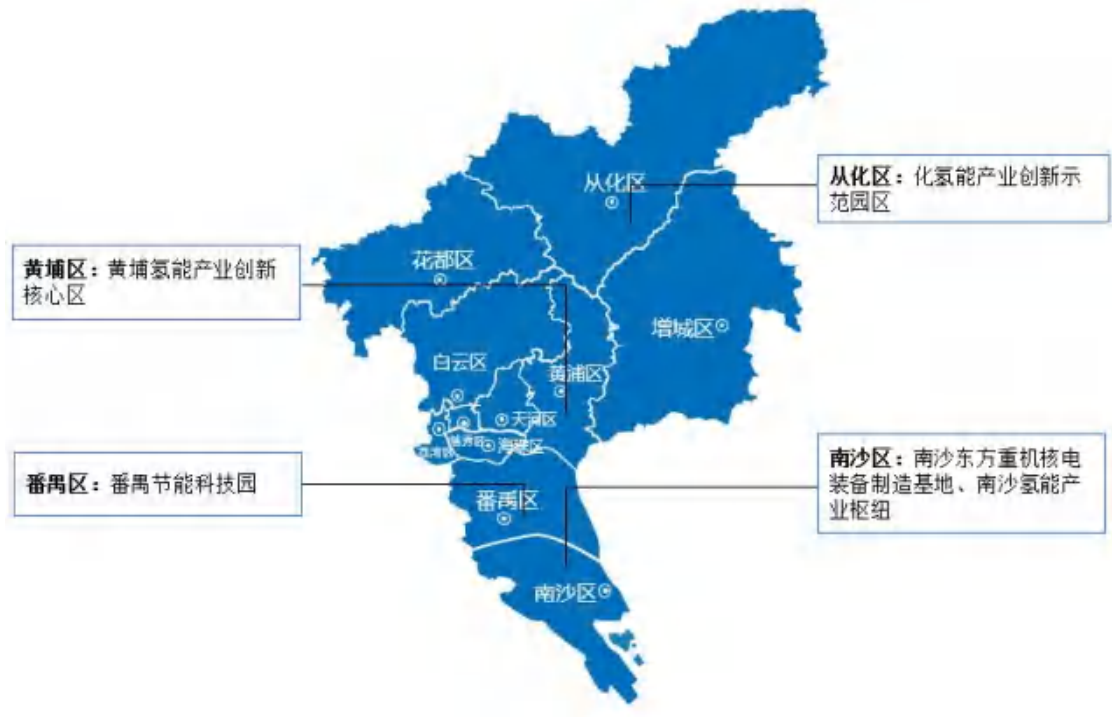 从化区
从化区：化氢能产业创新示
范园区
花都区
黄埔区：黄埔氢能产业创新
核心区
增城区
白云区
黄浦区
天河区
海珠区
南沙区：南沙东方重机核电
装备制造基地、南沙氢能产
业枢纽
番禺区：番禺节能科技园
番禺区
南沙区